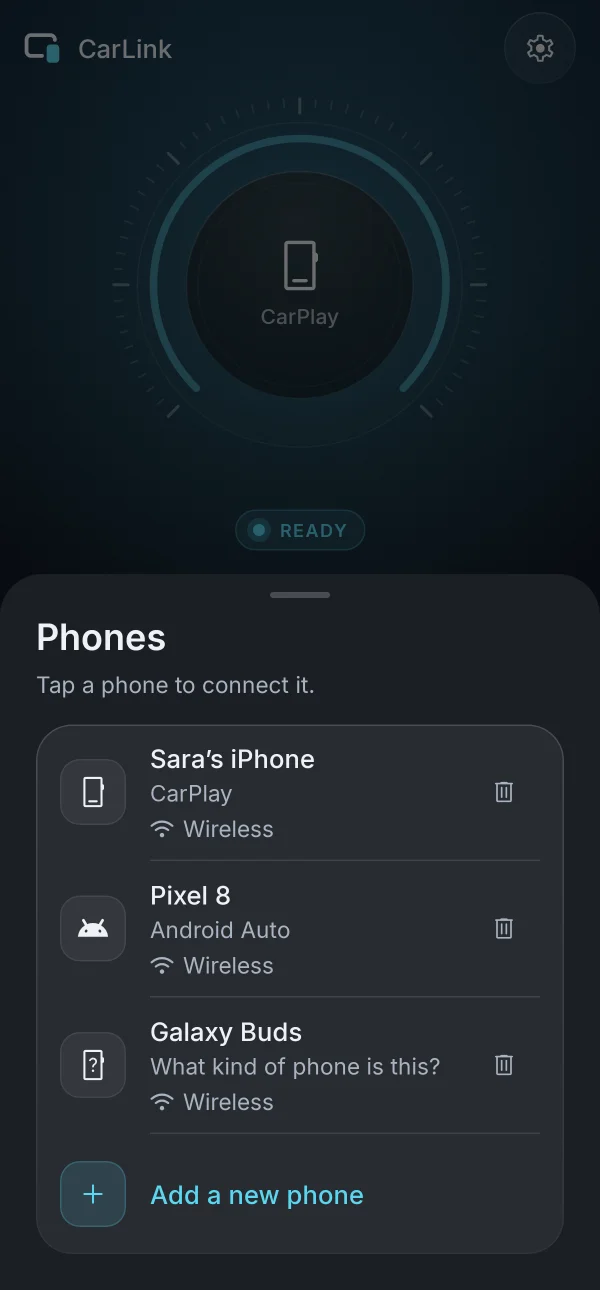 CarLink
CarPlay
READY
Phones
Tap a phone to connect it.
Sara’s iPhone
CarPlay
Wireless
Pixel 8
Android Auto
Wireless
Galaxy Buds
What kind of phone is this?
Wireless
Add a new phone